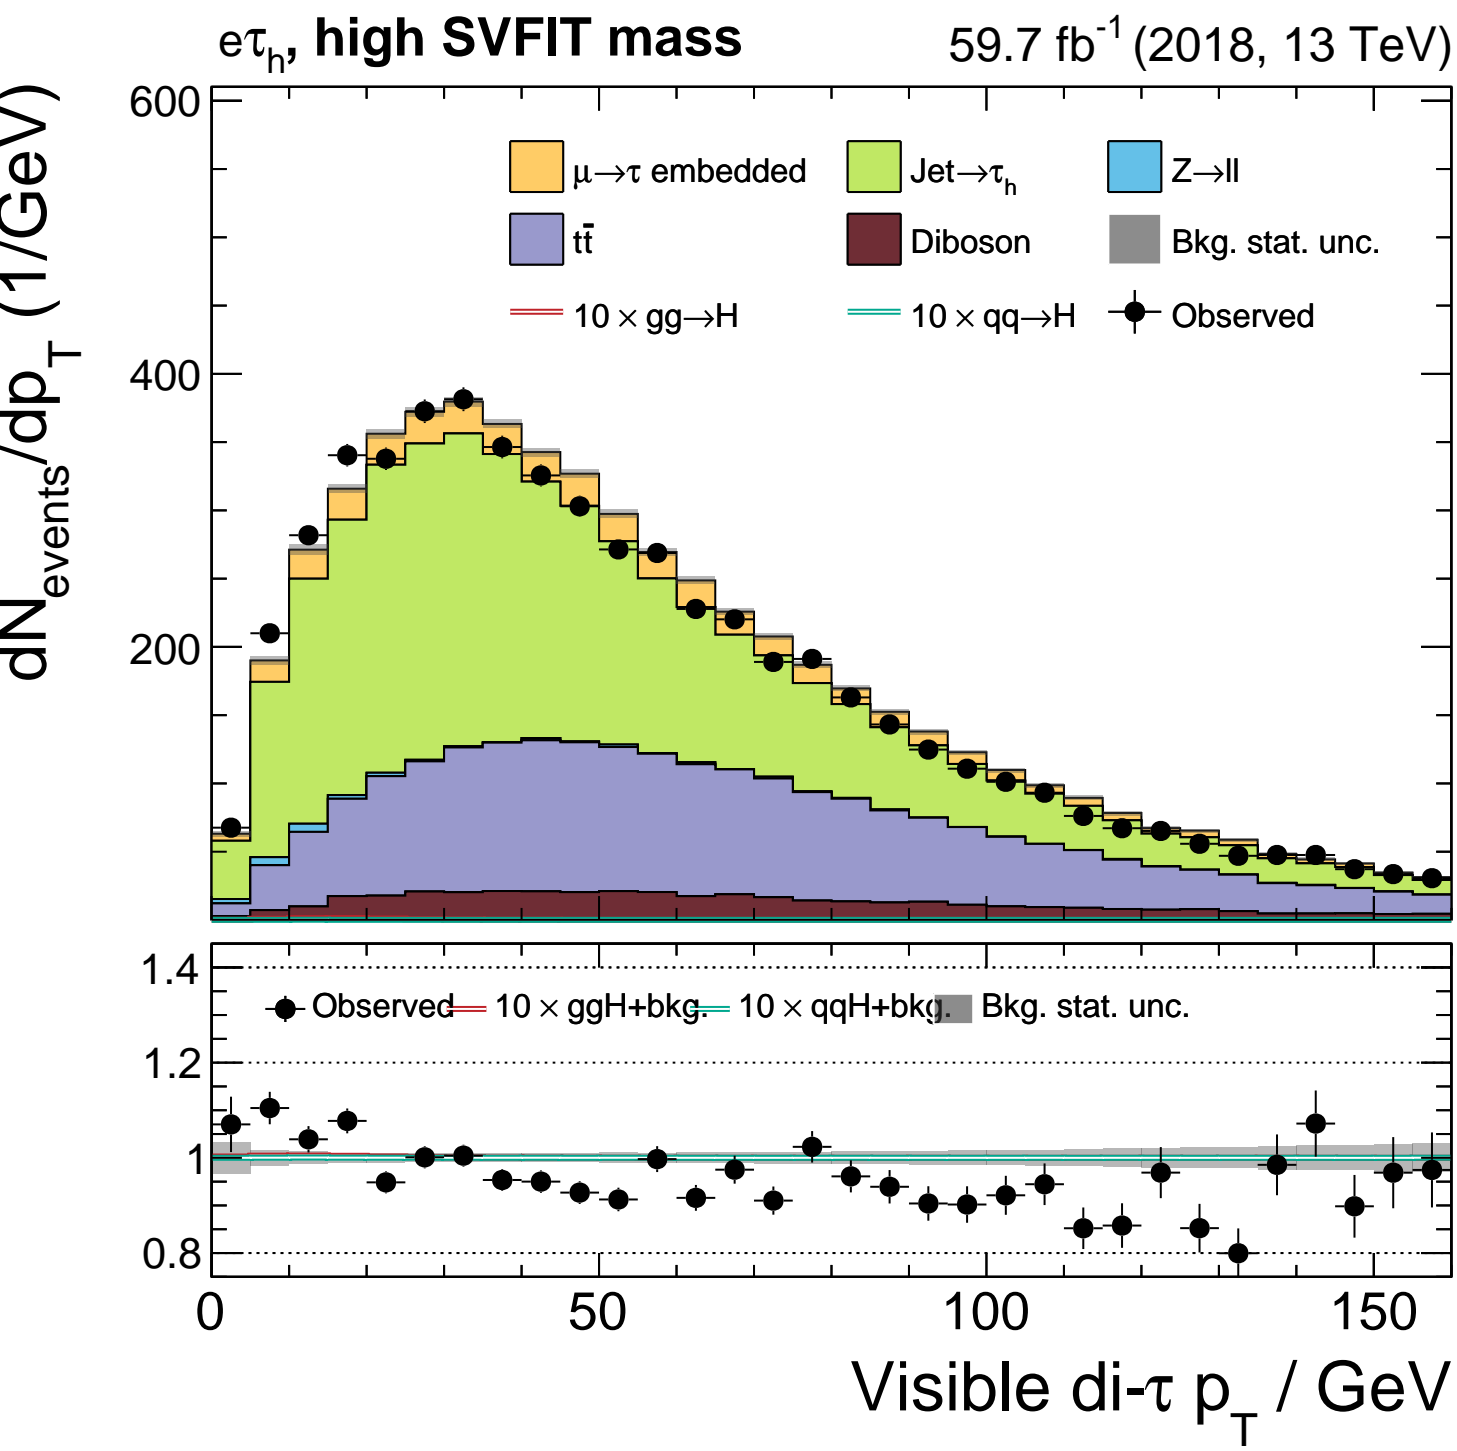 eτh, high SVFIT mass 59.7 fb-1 (2018, 13 TeV)
dNevents/dpT (1/GeV)
600
400
200
μ→τ embedded Jet→τh Z→ll
tt̄ Diboson Bkg. stat. unc.
10 × gg→H 10 × qq→H Observed
1.4
1.2
1
0.8
Observed 10 × ggH+bkg. 10 × qqH+bkg. Bkg. stat. unc.
0 50 100 150
Visible di-τ pT / GeV